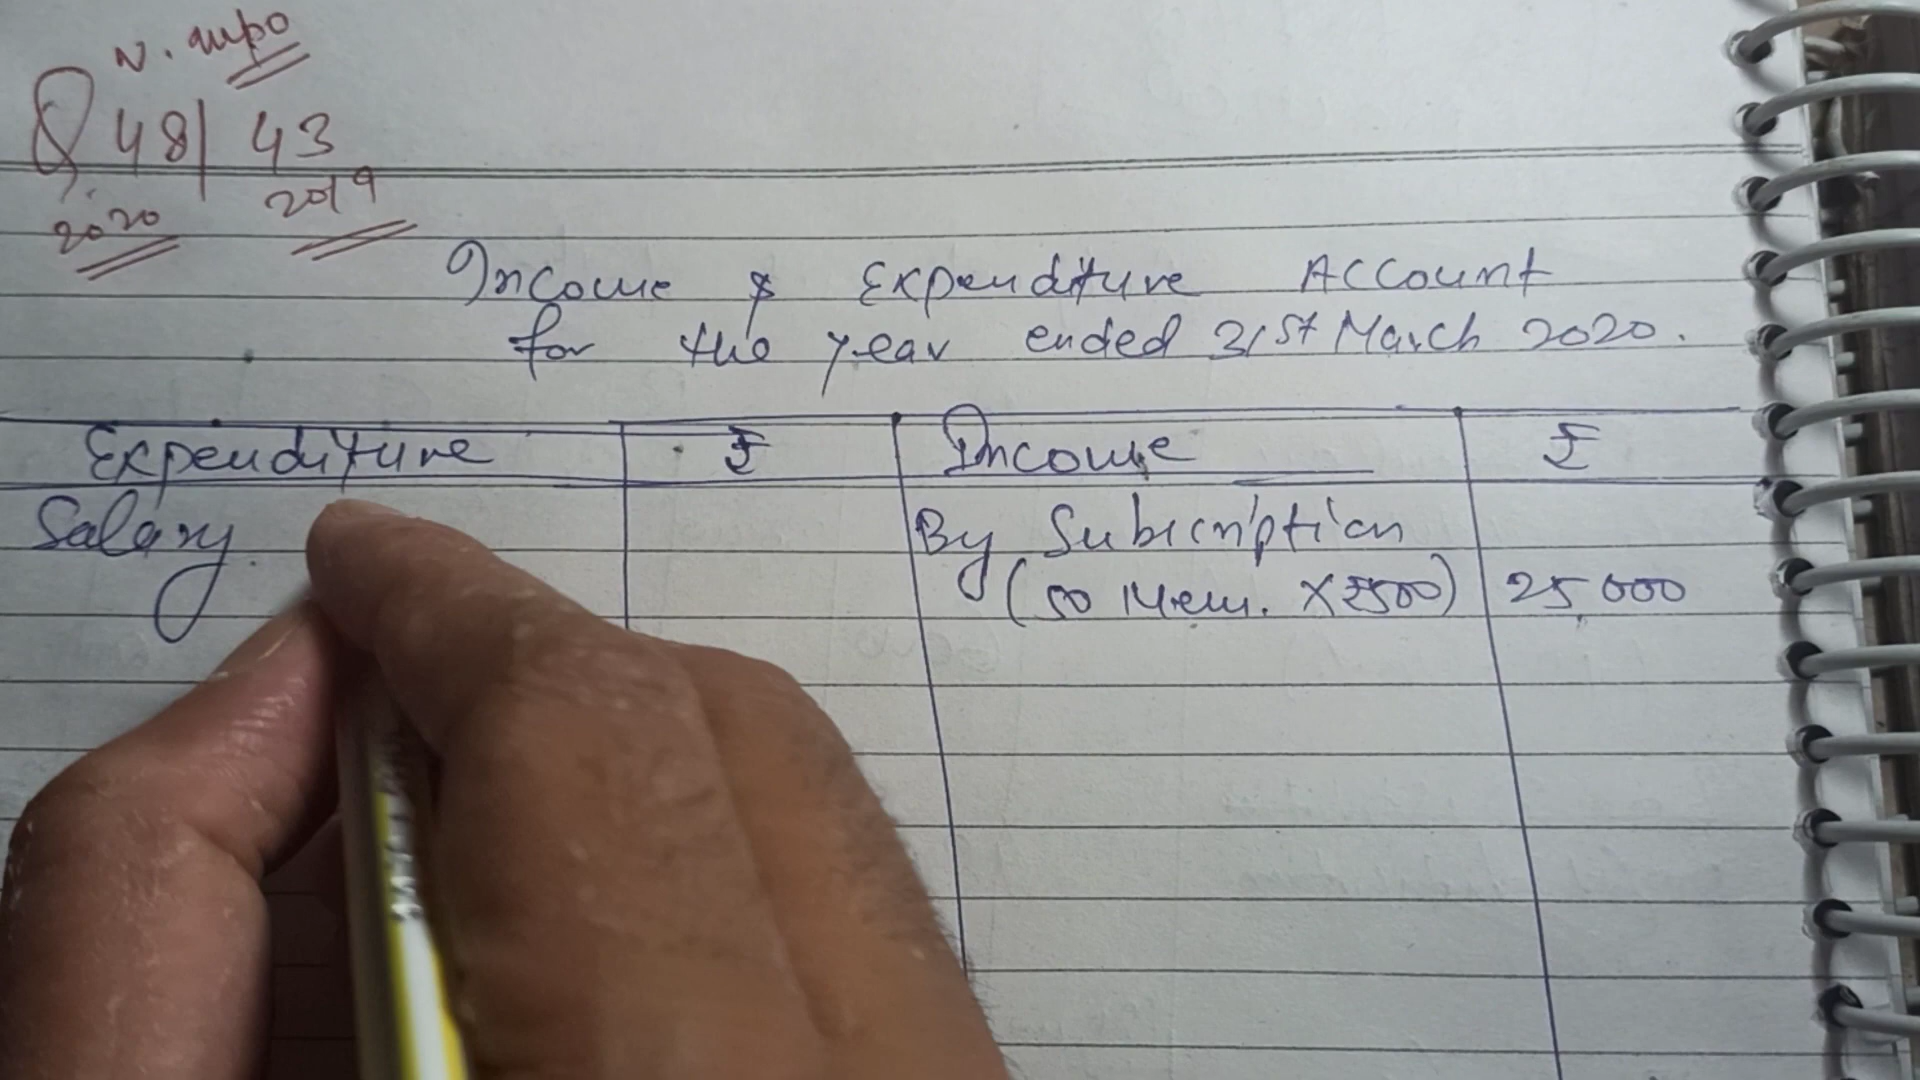 N. Impo
Q 48/ 43
2020 2019
Income & Expenditure Account
for the year ended 31st March 2020.
Expenditure ₹ Income ₹
Salary By Subscription
(50 Mem. X ₹500) 25,000